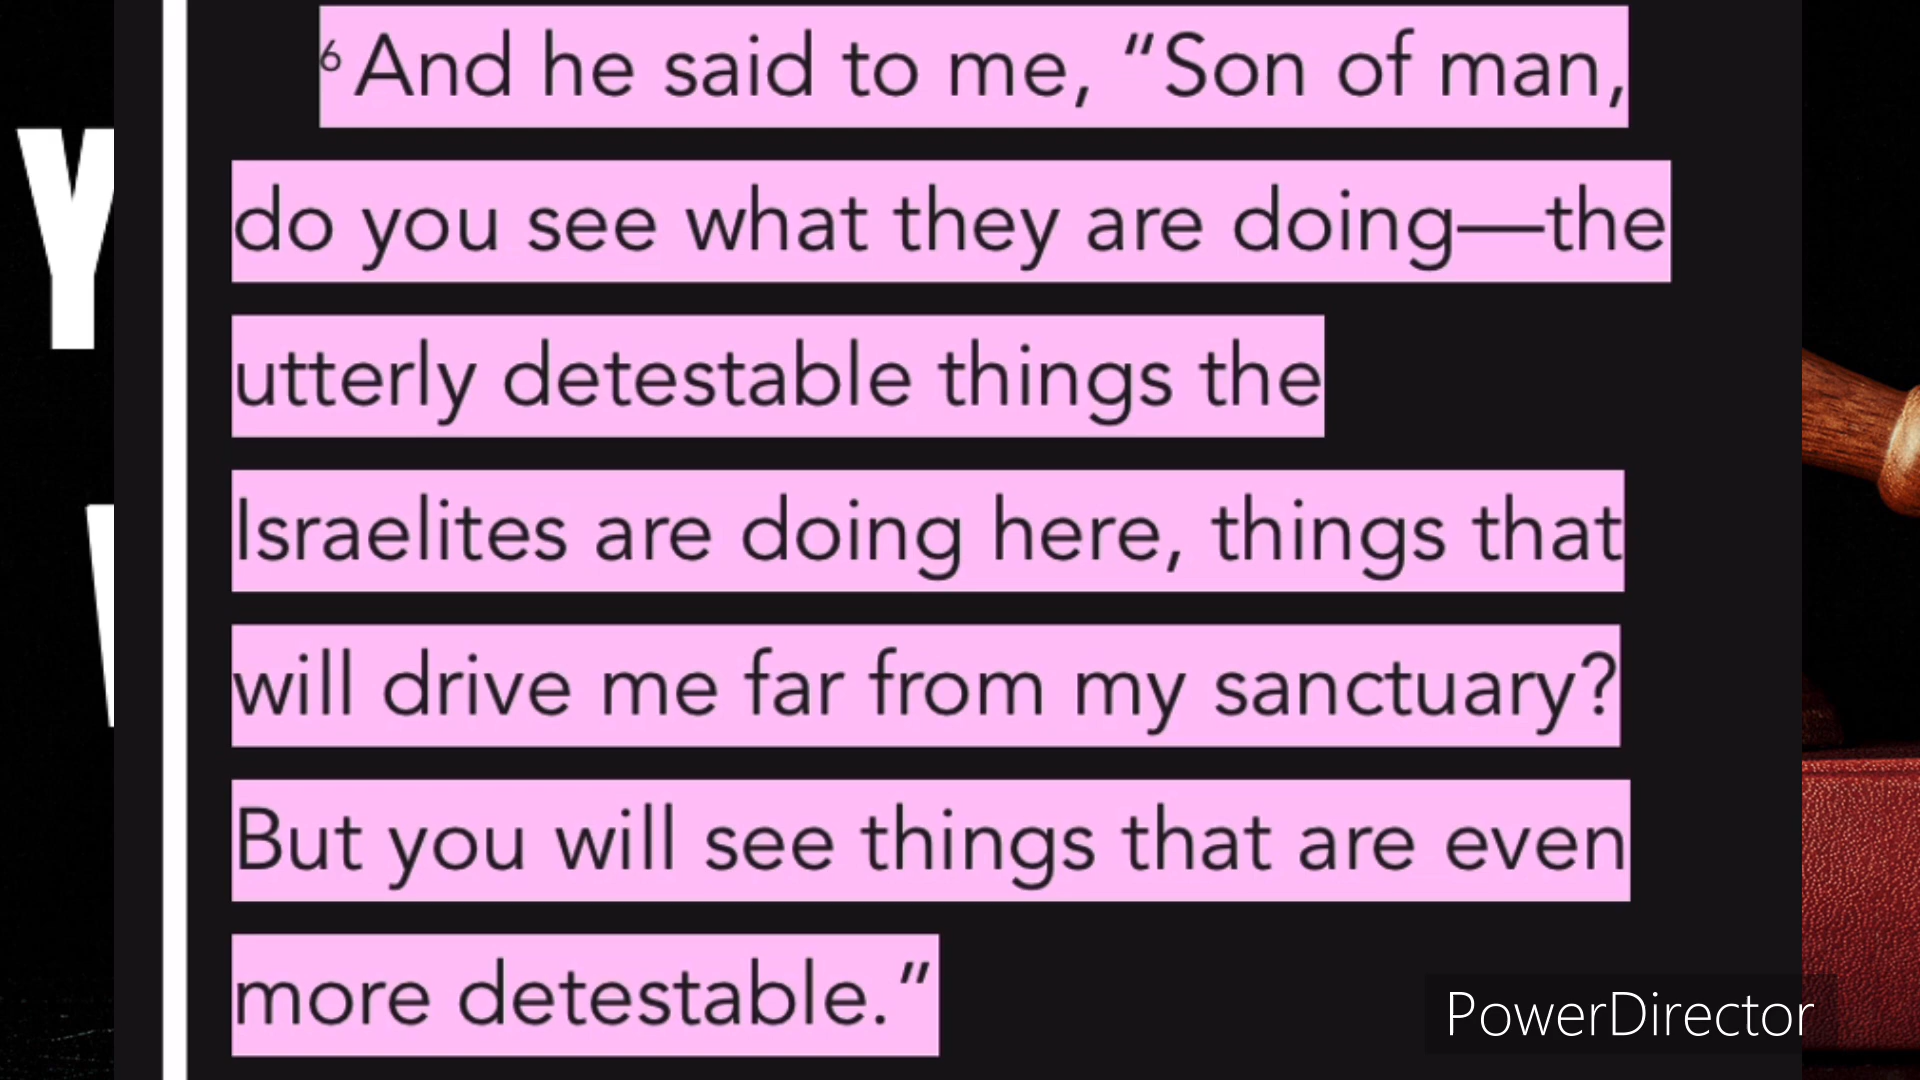 6 And he said to me, “Son of man,
do you see what they are doing—the
utterly detestable things the
Israelites are doing here, things that
will drive me far from my sanctuary?
But you will see things that are even
more detestable.”
PowerDirector